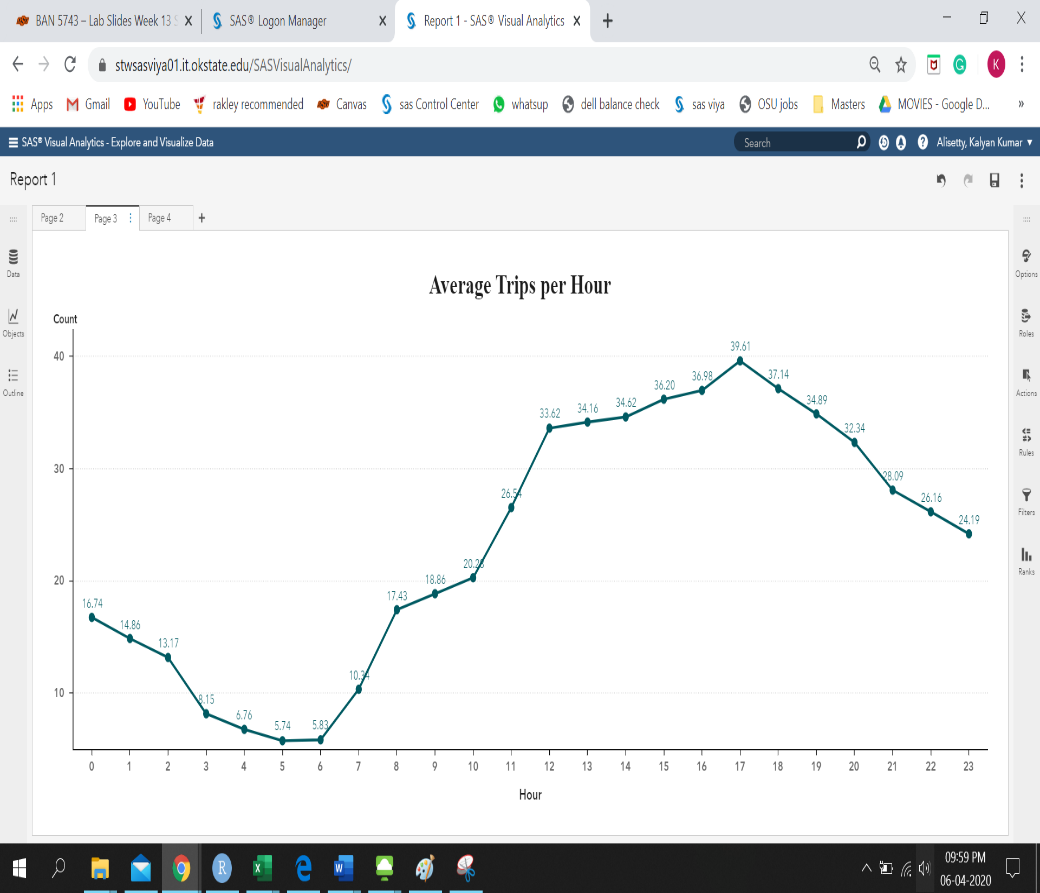 BAN 5743 – Lab Slides Week 13 S
SAS® Logon Manager
Report 1 - SAS® Visual Analytics
stwsasviya01.it.okstate.edu/SASVisualAnalytics/
K
Apps
Gmail
YouTube
rakley recommended
Canvas
sas Control Center
whatsup
dell balance check
sas viya
OSU jobs
Masters
MOVIES - Google D...
»
SAS® Visual Analytics - Explore and Visualize Data
Search
Alisetty, Kalyan Kumar
Report 1
Page 2
Page 3
Page 4
Data
Objects
Outline
Options
Roles
Actions
Rules
Filters
Ranks
Average Trips per Hour
Count
40
30
20
10
16.74
14.86
13.17
8.15
6.76
5.74
5.83
10.34
17.43
18.86
26.54
33.62
34.16
34.62
36.20
36.98
39.61
37.14
34.89
32.34
28.09
26.16
24.19
0 1 2 3 4 5 6 7 8 9 10 11 12 13 14 15 16 17 18 19 20 21 22 23
Hour
09:59 PM
06-04-2020